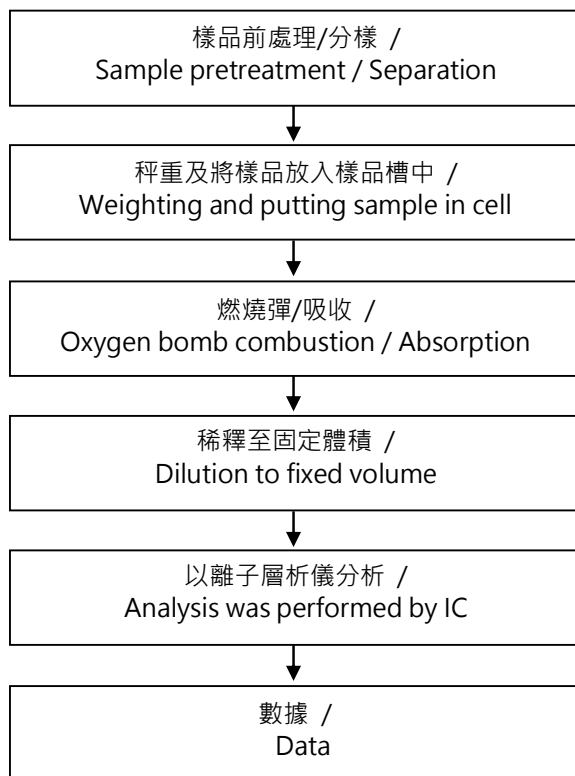 樣品前處理/分樣 /
Sample pretreatment / Separation
秤重及將樣品放入樣品槽中 /
Weighting and putting sample in cell
燃燒彈/吸收 /
Oxygen bomb combustion / Absorption
稀釋至固定體積 /
Dilution to fixed volume
以離子層析儀分析 /
Analysis was performed by IC
數據 /
Data